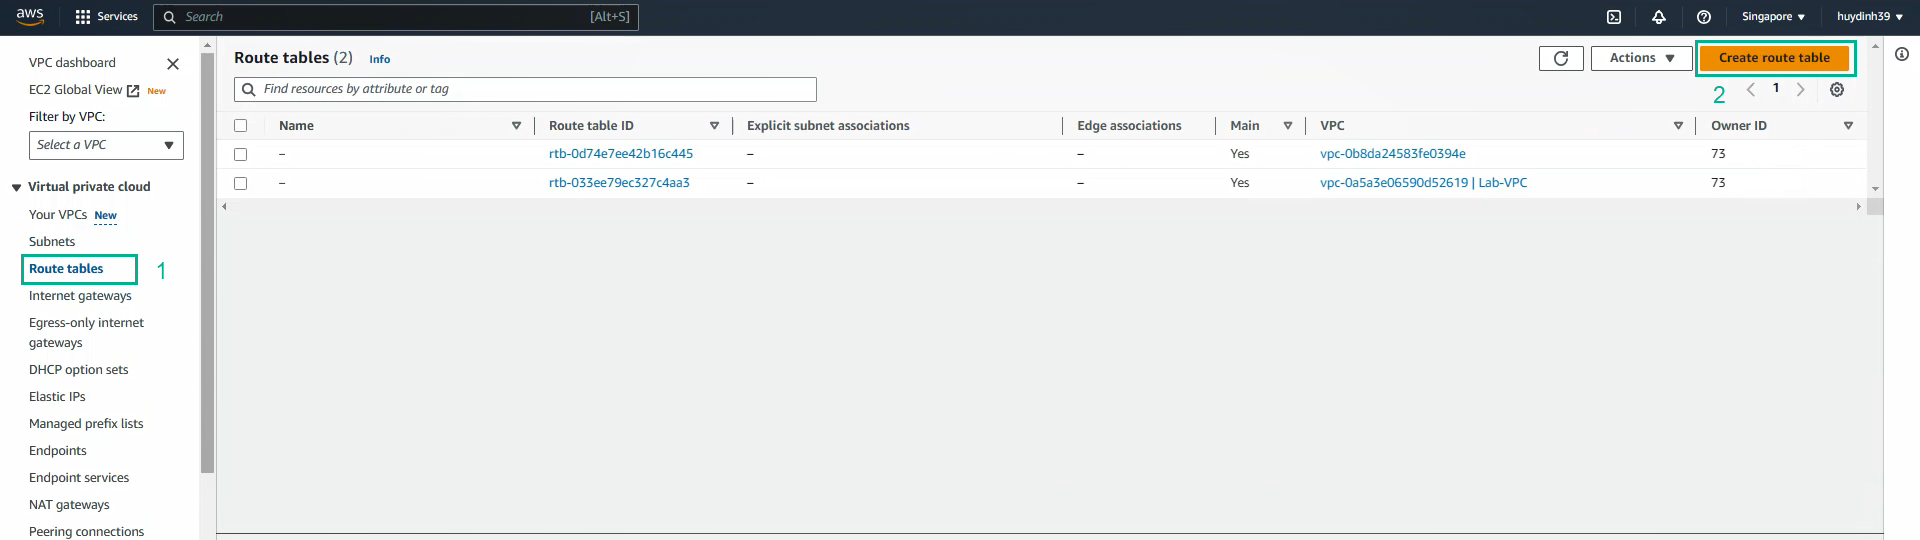 aws Services Search [Alt+S] Singapore huydinh39
VPC dashboard
EC2 Global View New
Filter by VPC:
Select a VPC
Virtual private cloud
Your VPCs New
Subnets
Route tables 1
Internet gateways
Egress-only internet
gateways
DHCP option sets
Elastic IPs
Managed prefix lists
Endpoints
Endpoint services
NAT gateways
Peering connections
Route tables (2) Info Actions Create route table
Find resources by attribute or tag 2 1
Name Route table ID Explicit subnet associations Edge associations Main VPC Owner ID
– rtb-0d74e7ee42b16c445 – – Yes vpc-0b8da24583fe0394e 73
– rtb-033ee79ec327c4aa3 – – Yes vpc-0a5a3e06590d52619 | Lab-VPC 73